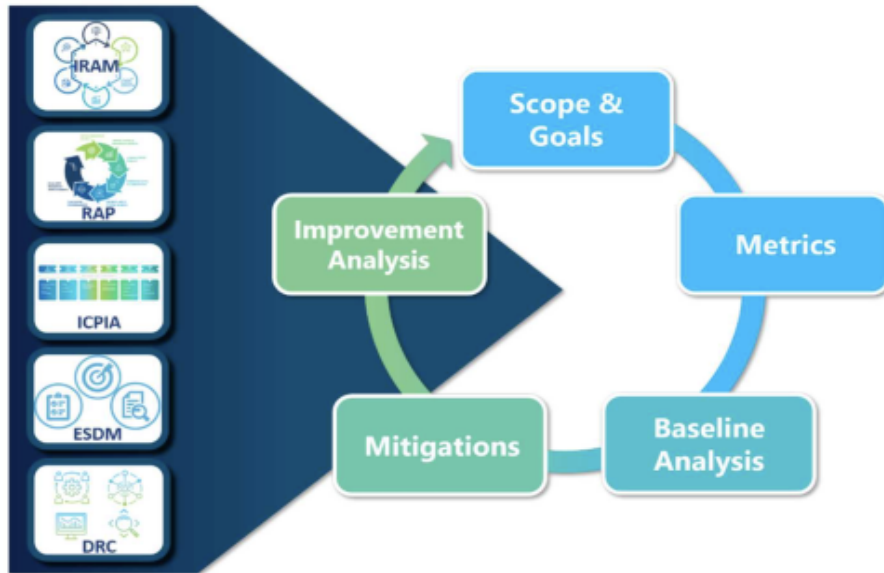 IRAM
RAP
ICPIA
ESDM
DRC
Scope &
Goals
Metrics
Baseline
Analysis
Mitigations
Improvement
Analysis